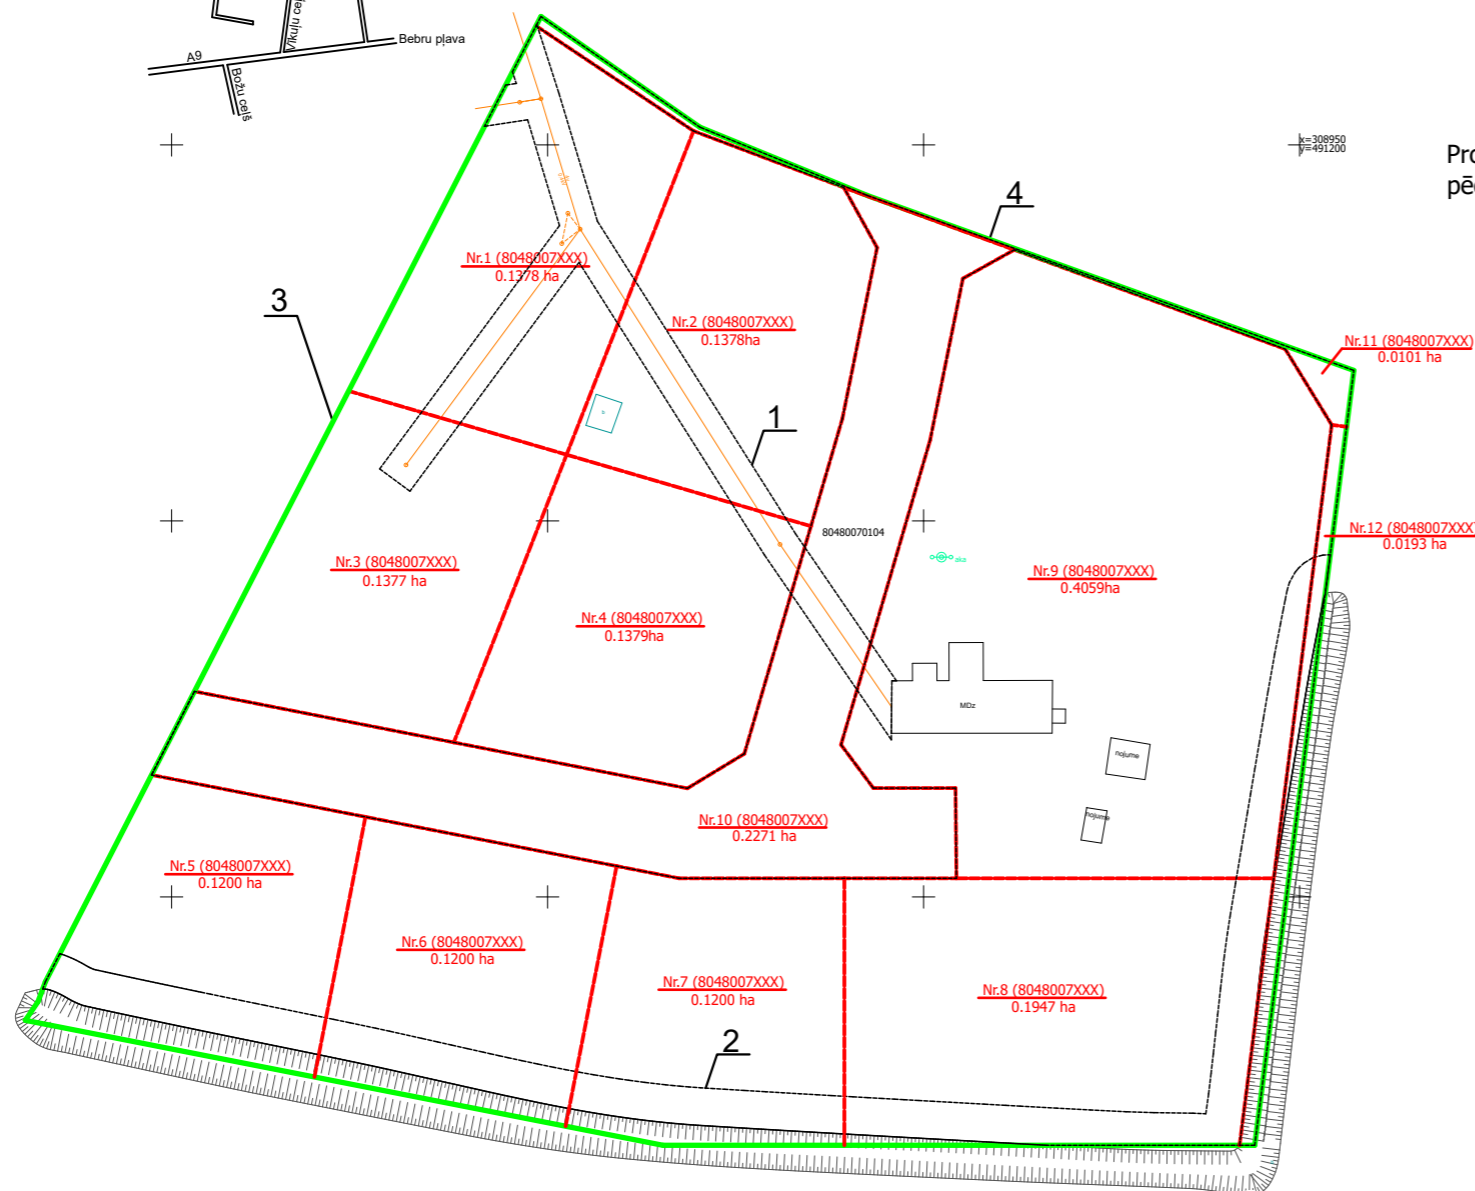 Vīkuļu ceļ
Bebru pļava
A9
Božu ceļš
x=308950
y=491200
Pro
pē
4
Nr.1 (8048007XXX)
0.1378 ha
3
Nr.2 (8048007XXX)
0.1378ha
Nr.11 (8048007XXX)
0.0101 ha
1
80480070104
Nr.12 (8048007XXX)
0.0193 ha
Nr.3 (8048007XXX)
0.1377 ha
Nr.9 (8048007XXX)
0.4059ha
Nr.4 (8048007XXX)
0.1379ha
MDz
nojume
nojume
Nr.10 (8048007XXX)
0.2271 ha
Nr.5 (8048007XXX)
0.1200 ha
Nr.6 (8048007XXX)
0.1200 ha
Nr.7 (8048007XXX)
0.1200 ha
Nr.8 (8048007XXX)
0.1947 ha
2